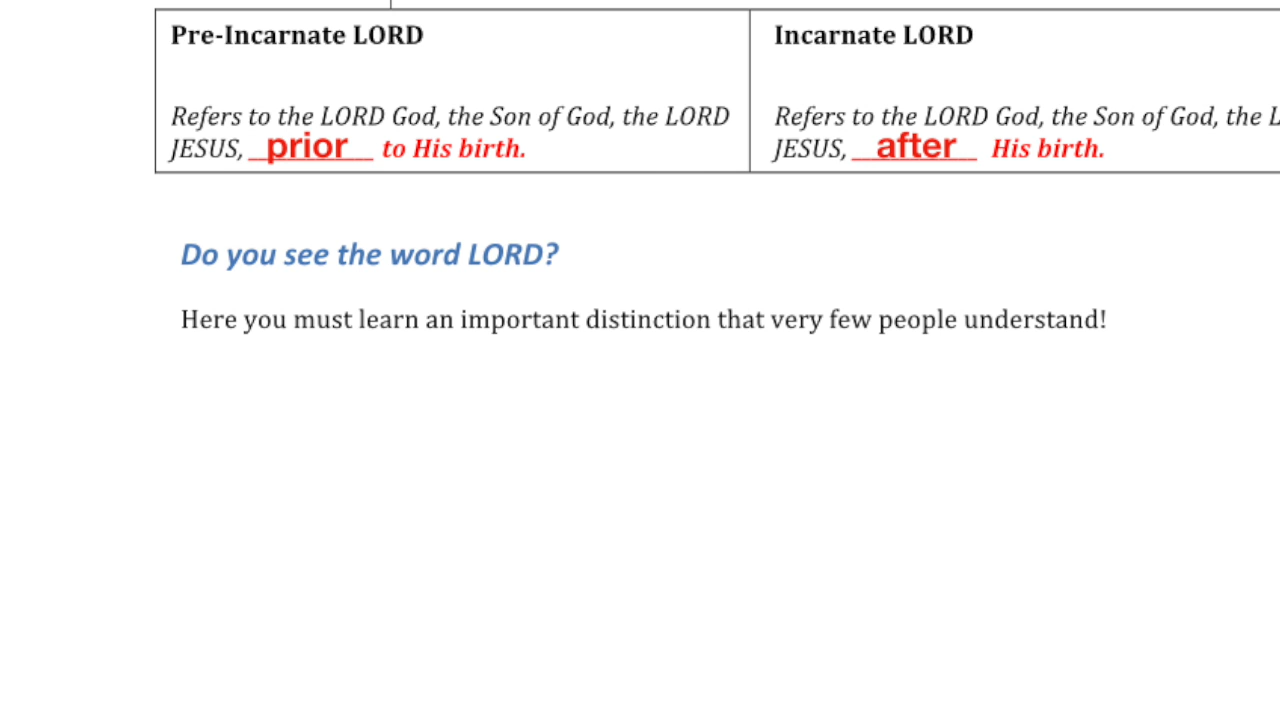 Pre-Incarnate LORD
Refers to the LORD God, the Son of God, the LORD
JESUS, prior to His birth.
Incarnate LORD
Refers to the LORD God, the Son of God, the L
JESUS, after His birth.
Do you see the word LORD?
Here you must learn an important distinction that very few people understand!